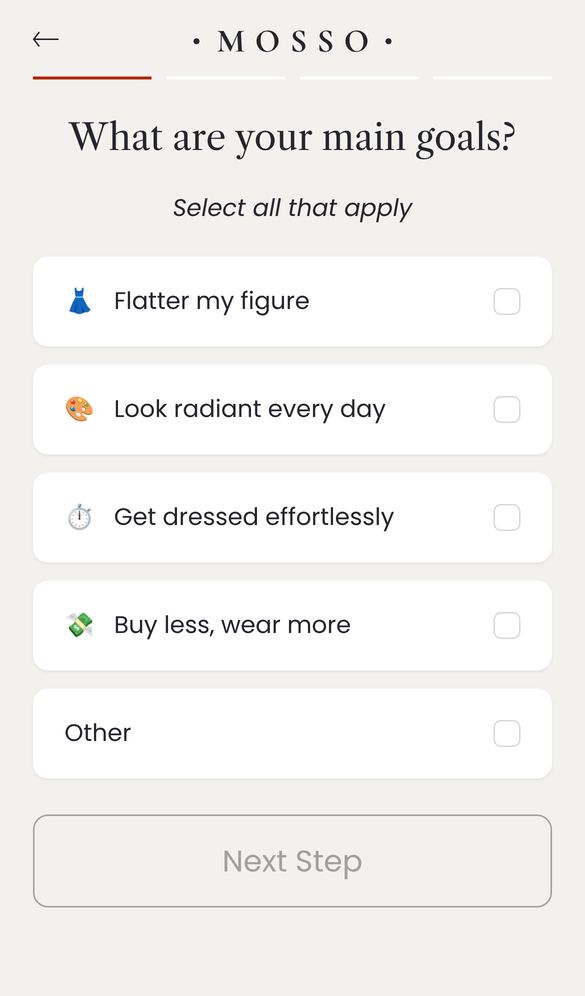 · MOSSO ·
What are your main goals?
Select all that apply
Flatter my figure
Look radiant every day
Get dressed effortlessly
Buy less, wear more
Other
Next Step